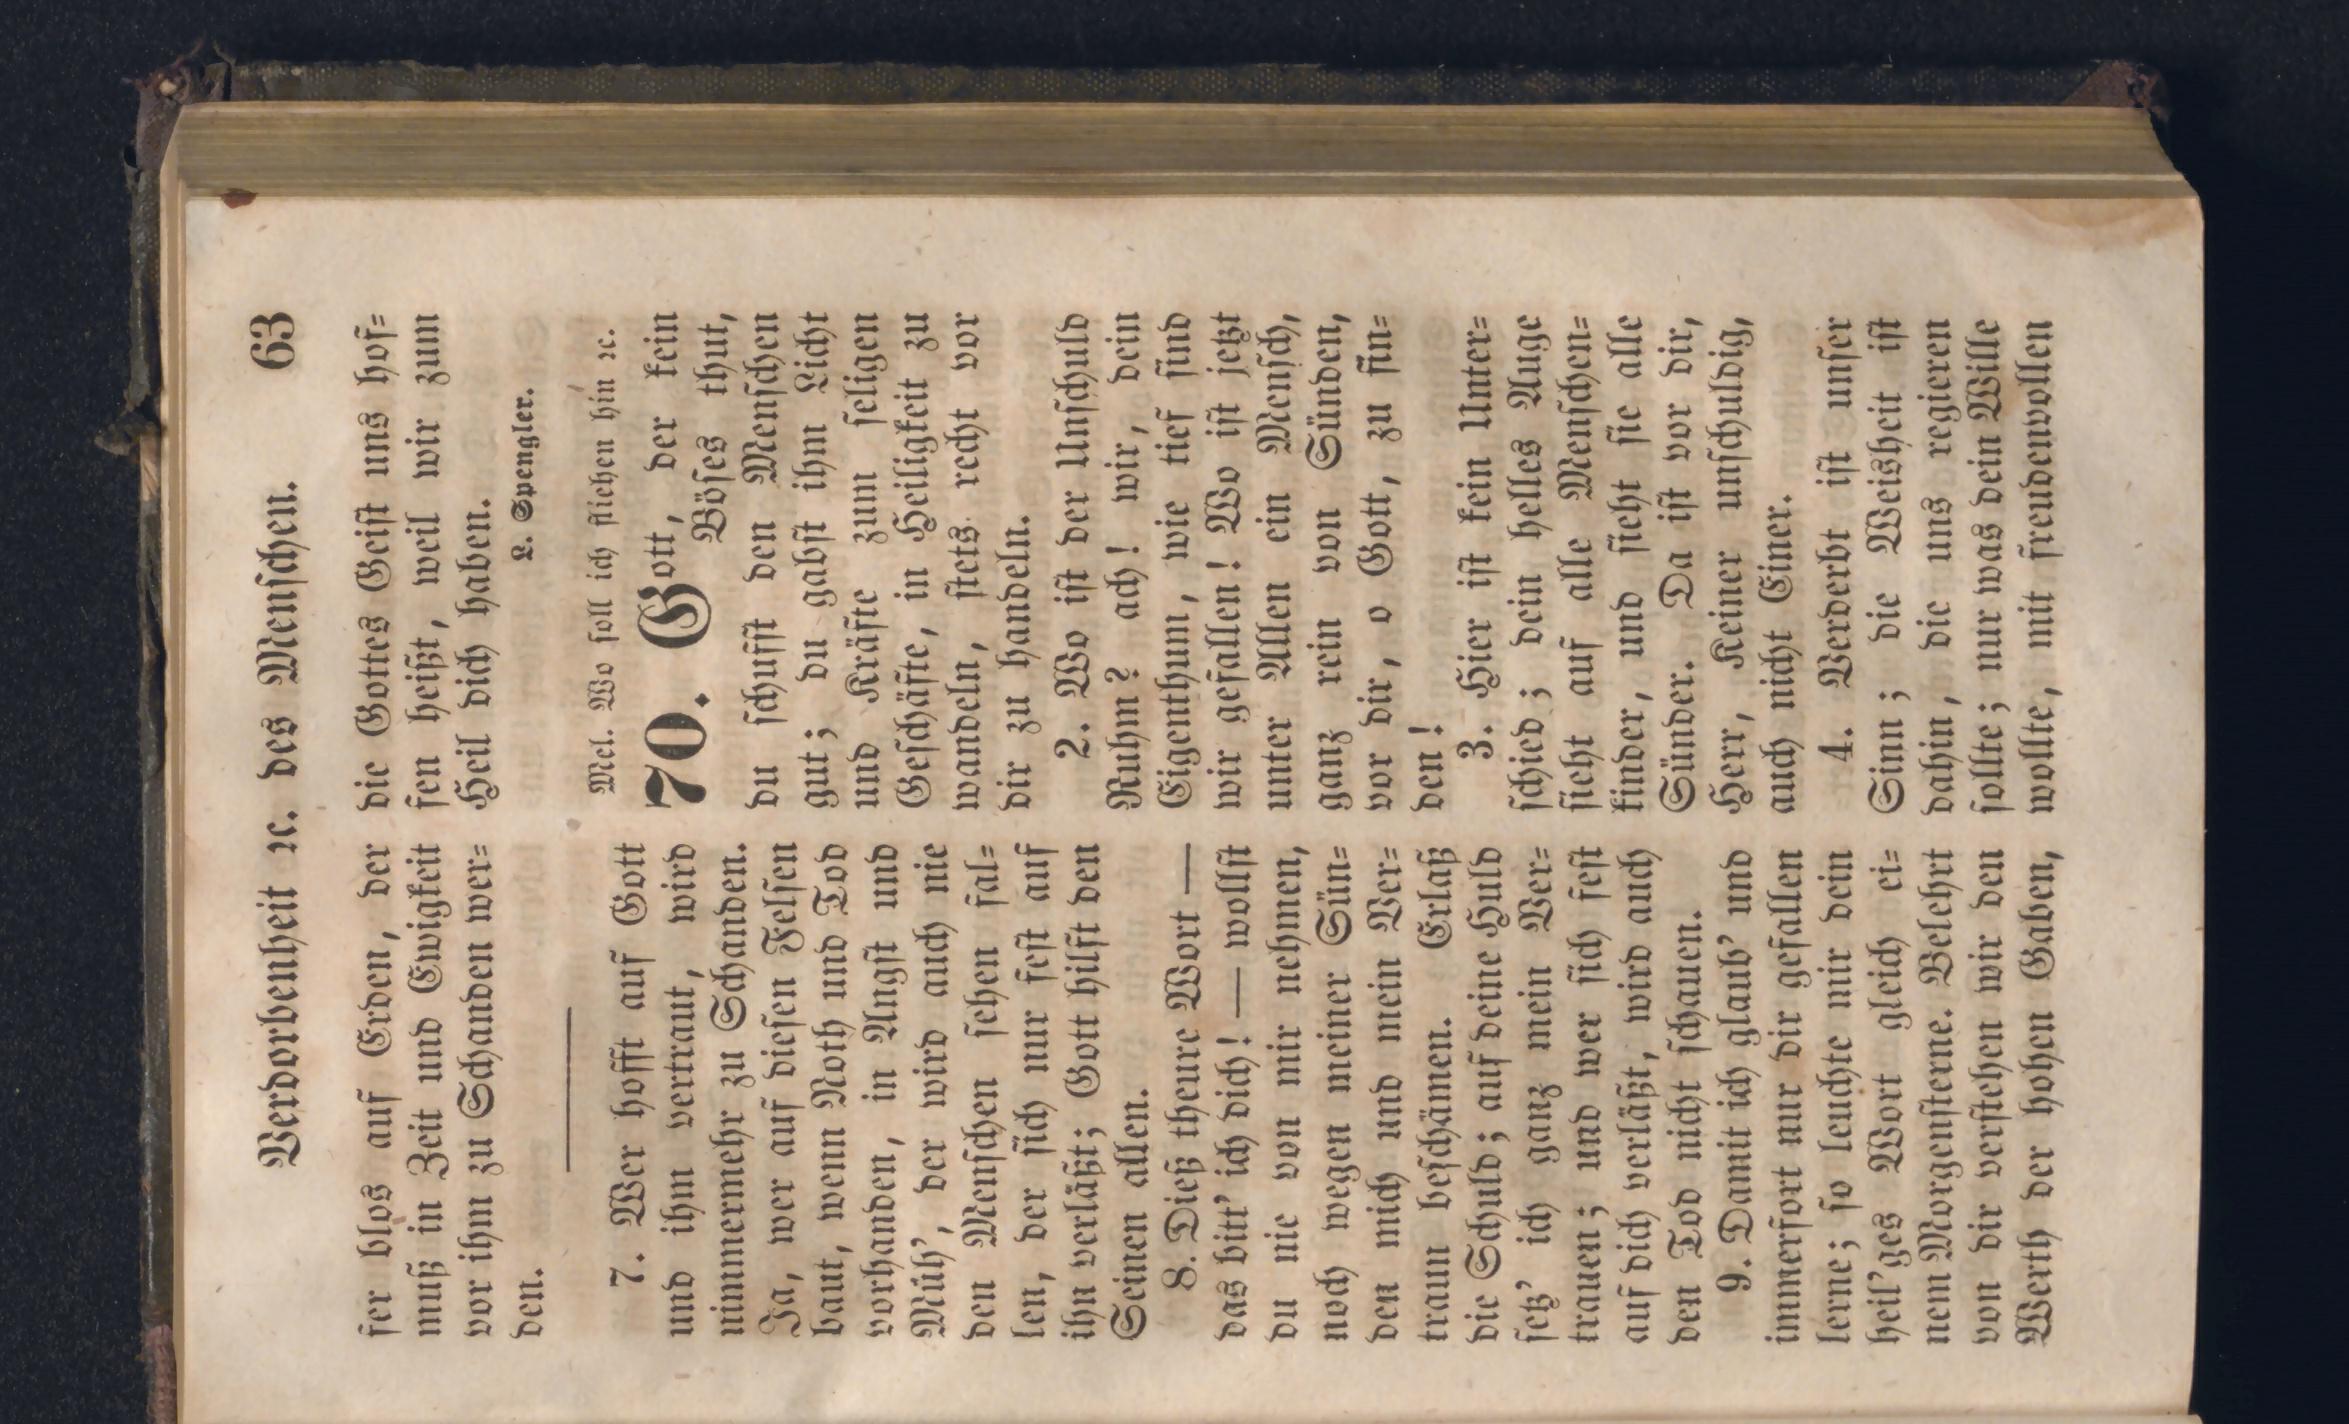 Verdorbenheit ꝛc. des Menſchen. 63
fer blos auf Erden, der
muß in Zeit und Ewigkeit
vor ihm zu Schanden wer⸗
den.
7. Wer hofft auf Gott
und ihm vertraut, wird
nimmermehr zu Schanden.
Ja, wer auf dieſen Felſen
baut, wenn Noth und Tod
vorhanden, in Angſt und
Müh’, der wird auch nie
den Menſchen ſehen fal⸗
len, der ſich nur feſt auf
ihn verläßt; Gott hilft den
Seinen allen.
8. Dieß theure Wort —
das bitt’ ich dich! — wollſt
du nie von mir nehmen,
noch wegen meiner Sün⸗
den mich und mein Ver⸗
traun beſchämen. Erlaß
die Schuld; auf deine Huld
ſetz’ ich ganz mein Ver⸗
trauen; und wer ſich feſt
auf dich verläßt, wird auch
den Tod nicht ſchauen.
9. Damit ich glaub’ und
immerfort nur dir gefallen
lerne; ſo leuchte mir dein
heil’ges Wort gleich ei⸗
nem Morgenſterne. Belehrt
von dir verſtehen wir den
Werth der hohen Gaben,
die Gottes Geiſt uns hof⸗
fen heißt, weil wir zum
Heil dich haben.
L. Spengler.
Mel. Wo ſoll ich fliehen hin ꝛc.
70. Gott, der kein
Böſes thut,
du ſchufſt den Menſchen
gut; du gabſt ihm Licht
und Kräfte zum ſeligen
Geſchäfte, in Heiligkeit zu
wandeln, ſtets recht vor
dir zu handeln.
2. Wo iſt der Unſchuld
Ruhm? ach! wir, dein
Eigenthum, wie tief ſind
wir gefallen! Wo iſt jetzt
unter Allen ein Menſch,
ganz rein von Sünden,
vor dir, o Gott, zu fin⸗
den!
3. Hier iſt kein Unter⸗
ſchied; dein helles Auge
ſieht auf alle Menſchen⸗
kinder, und ſieht ſie alle
Sünder. Da iſt vor dir,
Herr, Keiner unſchuldig,
auch nicht Einer.
4. Verderbt iſt unſer
Sinn; die Weisheit iſt
dahin, die uns regieren
ſollte; nur was dein Wille
wollte, mit freudenvollen